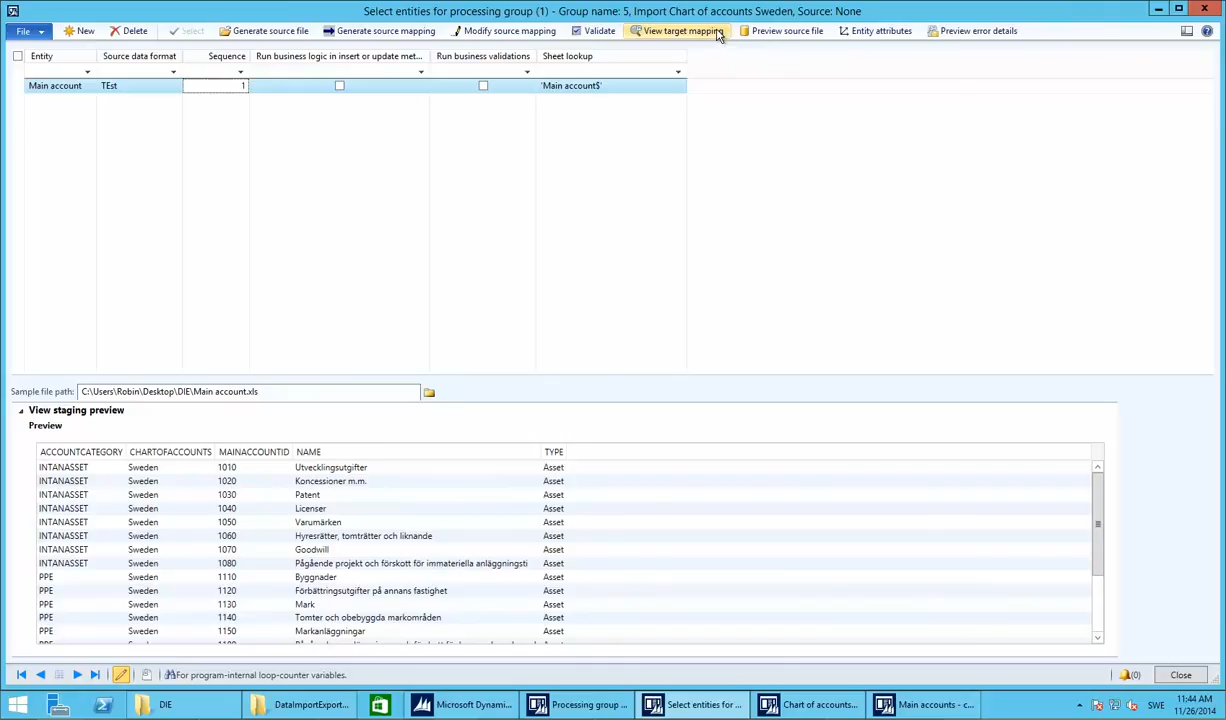 Select entities for processing group (1) - Group name: 5, Import Chart of accounts Sweden, Source: None
File New Delete Select Generate source file Generate source mapping Modify source mapping Validate View target mapping Preview source file Entity attributes Preview error details
Entity Source data format Sequence Run business logic in insert or update met... Run business validations Sheet lookup
Main account TEst 1 'Main account$'
Sample file path: C:\Users\Robin\Desktop\DIE\Main account.xls
View staging preview
Preview
ACCOUNTCATEGORY CHARTOFACCOUNTS MAINACCOUNTID NAME TYPE
INTANASSET Sweden 1010 Utvecklingsutgifter Asset
INTANASSET Sweden 1020 Koncessioner m.m. Asset
INTANASSET Sweden 1030 Patent Asset
INTANASSET Sweden 1040 Licenser Asset
INTANASSET Sweden 1050 Varumärken Asset
INTANASSET Sweden 1060 Hyresrätter, tomträtter och liknande Asset
INTANASSET Sweden 1070 Goodwill Asset
INTANASSET Sweden 1080 Pågående projekt och förskott för immateriella anläggningsti Asset
PPE Sweden 1110 Byggnader Asset
PPE Sweden 1120 Förbättringsutgifter på annans fastighet Asset
PPE Sweden 1130 Mark Asset
PPE Sweden 1140 Tomter och obebyggda markområden Asset
PPE Sweden 1150 Markanläggningar Asset
For program-internal loop-counter variables. (0) Close
DIE DataImportExport... Microsoft Dynami... Processing group ... Select entities for ... Chart of accounts... Main accounts - c... SWE 11:44 AM
11/26/2014